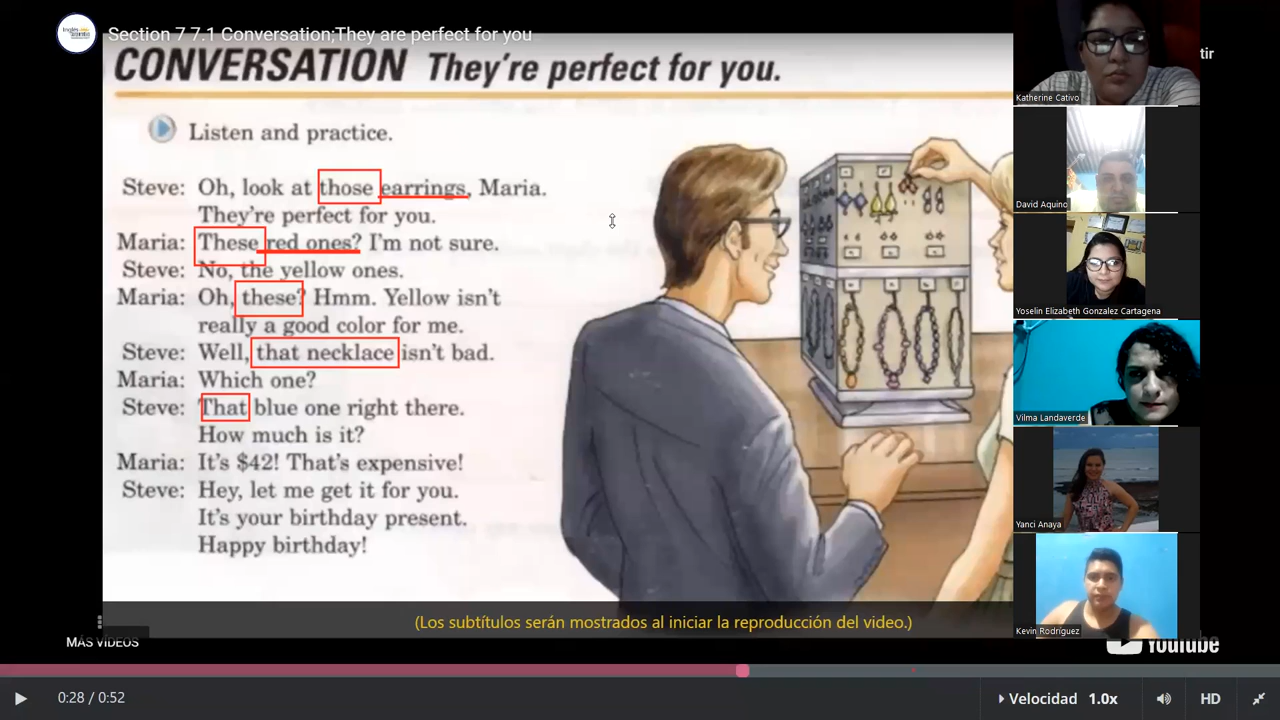 Section 7 7.1 Conversation;They are perfect for you
CONVERSATION They're perfect for you.
Listen and practice.
Steve: Oh, look at those earrings, Maria.
They're perfect for you.
Maria: These red ones? I'm not sure.
Steve: No, the yellow ones.
Maria: Oh, these? Hmm. Yellow isn't
really a good color for me.
Steve: Well, that necklace isn't bad.
Maria: Which one?
Steve: That blue one right there.
How much is it?
Maria: It's $42! That's expensive!
Steve: Hey, let me get it for you.
It's your birthday present.
Happy birthday!
(Los subtítulos serán mostrados al iniciar la reproducción del video.)
MÁS VÍDEOS
YouTube
0:28 / 0:52
Velocidad 1.0x
HD
tir
Katherine Cativo
David Aquino
Yoselin Elizabeth Gonzalez Cartagena
Vilma Landaverde
Yanci Anaya
Kevin Rodríguez